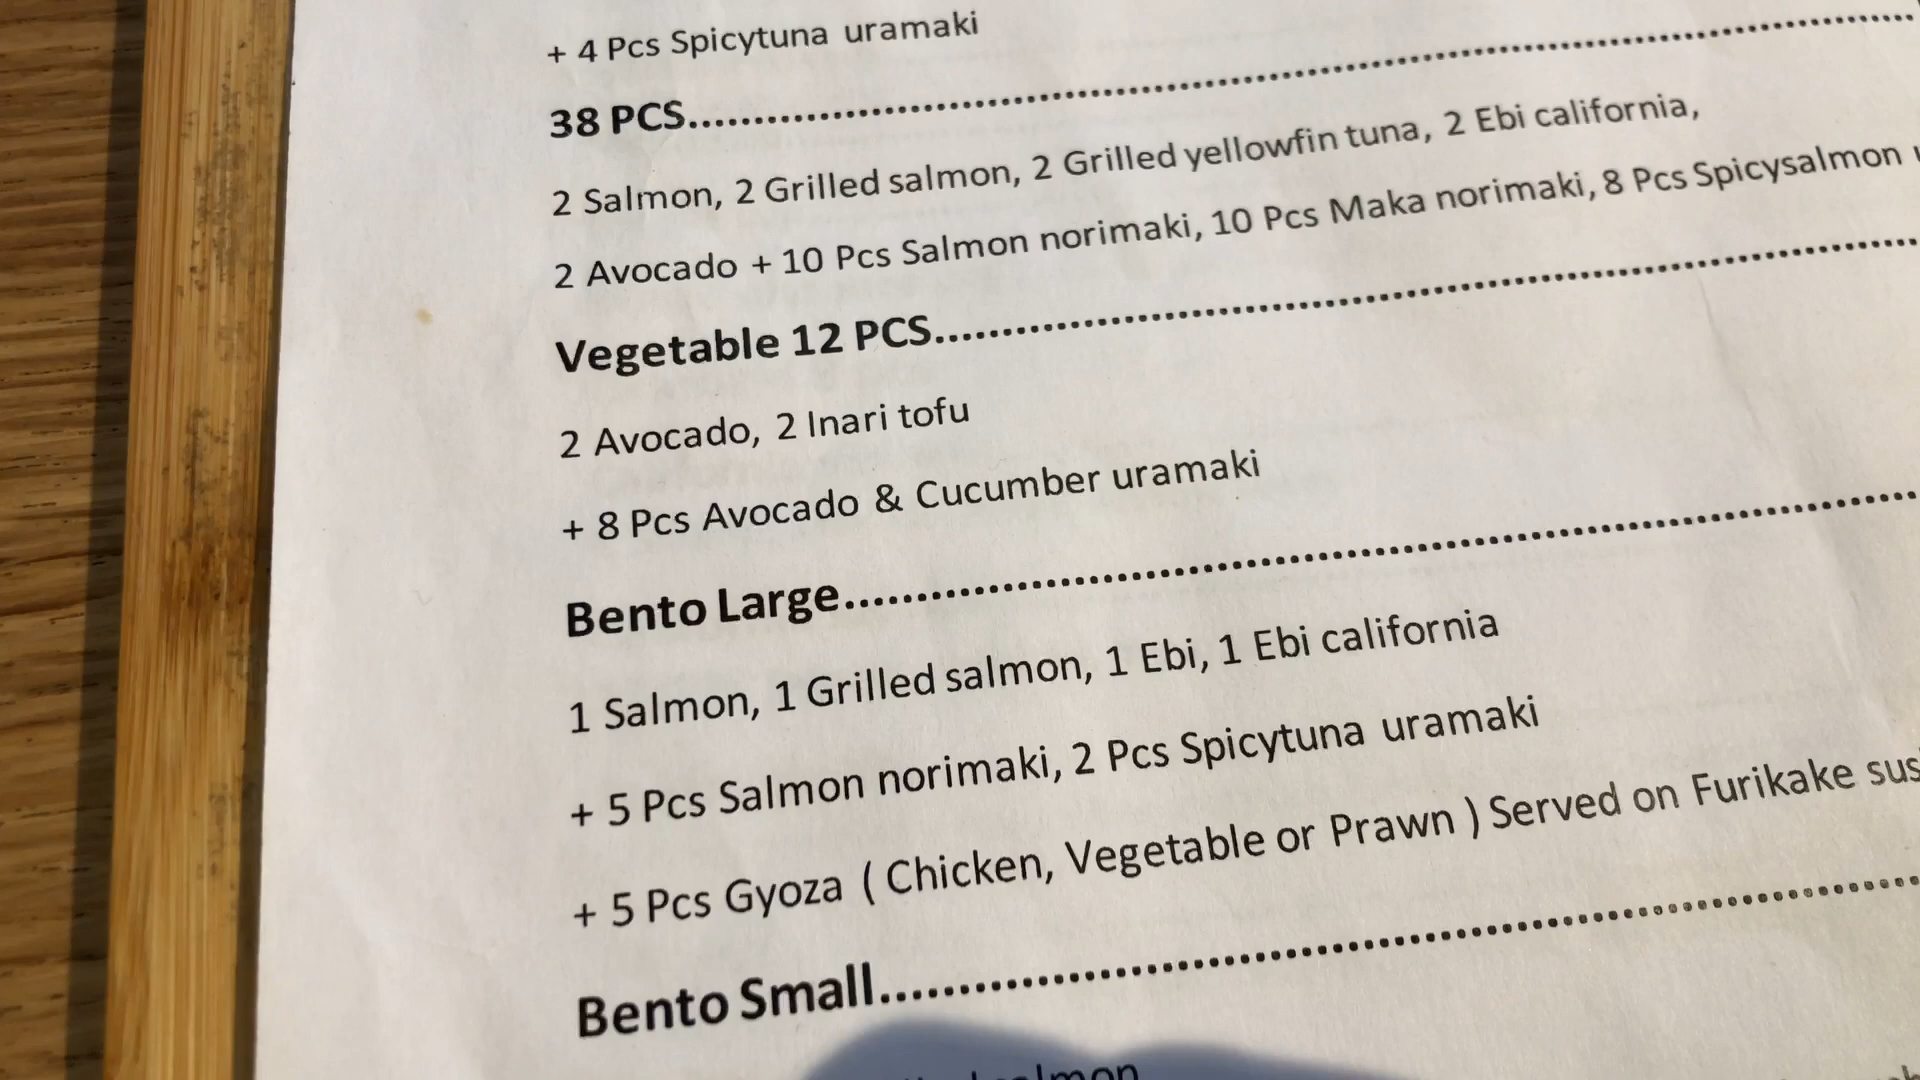 + 4 Pcs Spicytuna uramaki
38 PCS
2 Salmon, 2 Grilled salmon, 2 Grilled yellowfin tuna, 2 Ebi california,
2 Avocado + 10 Pcs Salmon norimaki, 10 Pcs Maka norimaki, 8 Pcs Spicysalmon
Vegetable 12 PCS
2 Avocado, 2 Inari tofu
+ 8 Pcs Avocado & Cucumber uramaki
Bento Large
1 Salmon, 1 Grilled salmon, 1 Ebi, 1 Ebi california
+ 5 Pcs Salmon norimaki, 2 Pcs Spicytuna uramaki
+ 5 Pcs Gyoza ( Chicken, Vegetable or Prawn ) Served on Furikake
Bento Small